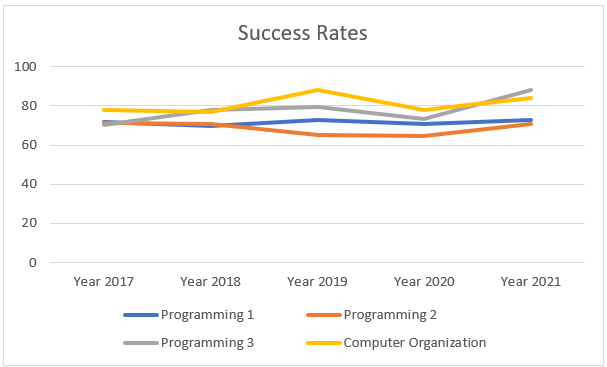 Success Rates
100
80
60
40
20
0
Year 2017 Year 2018 Year 2019 Year 2020 Year 2021
Programming 1 Programming 2
Programming 3 Computer Organization